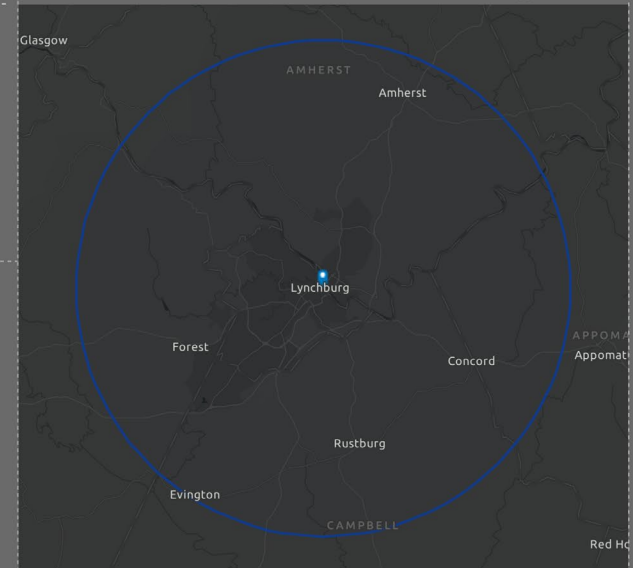 Glasgow
AMHERST
Amherst
Lynchburg
APPOMA
Forest
Appomat
Concord
Rustburg
Evington
CAMPBELL
Red Ho